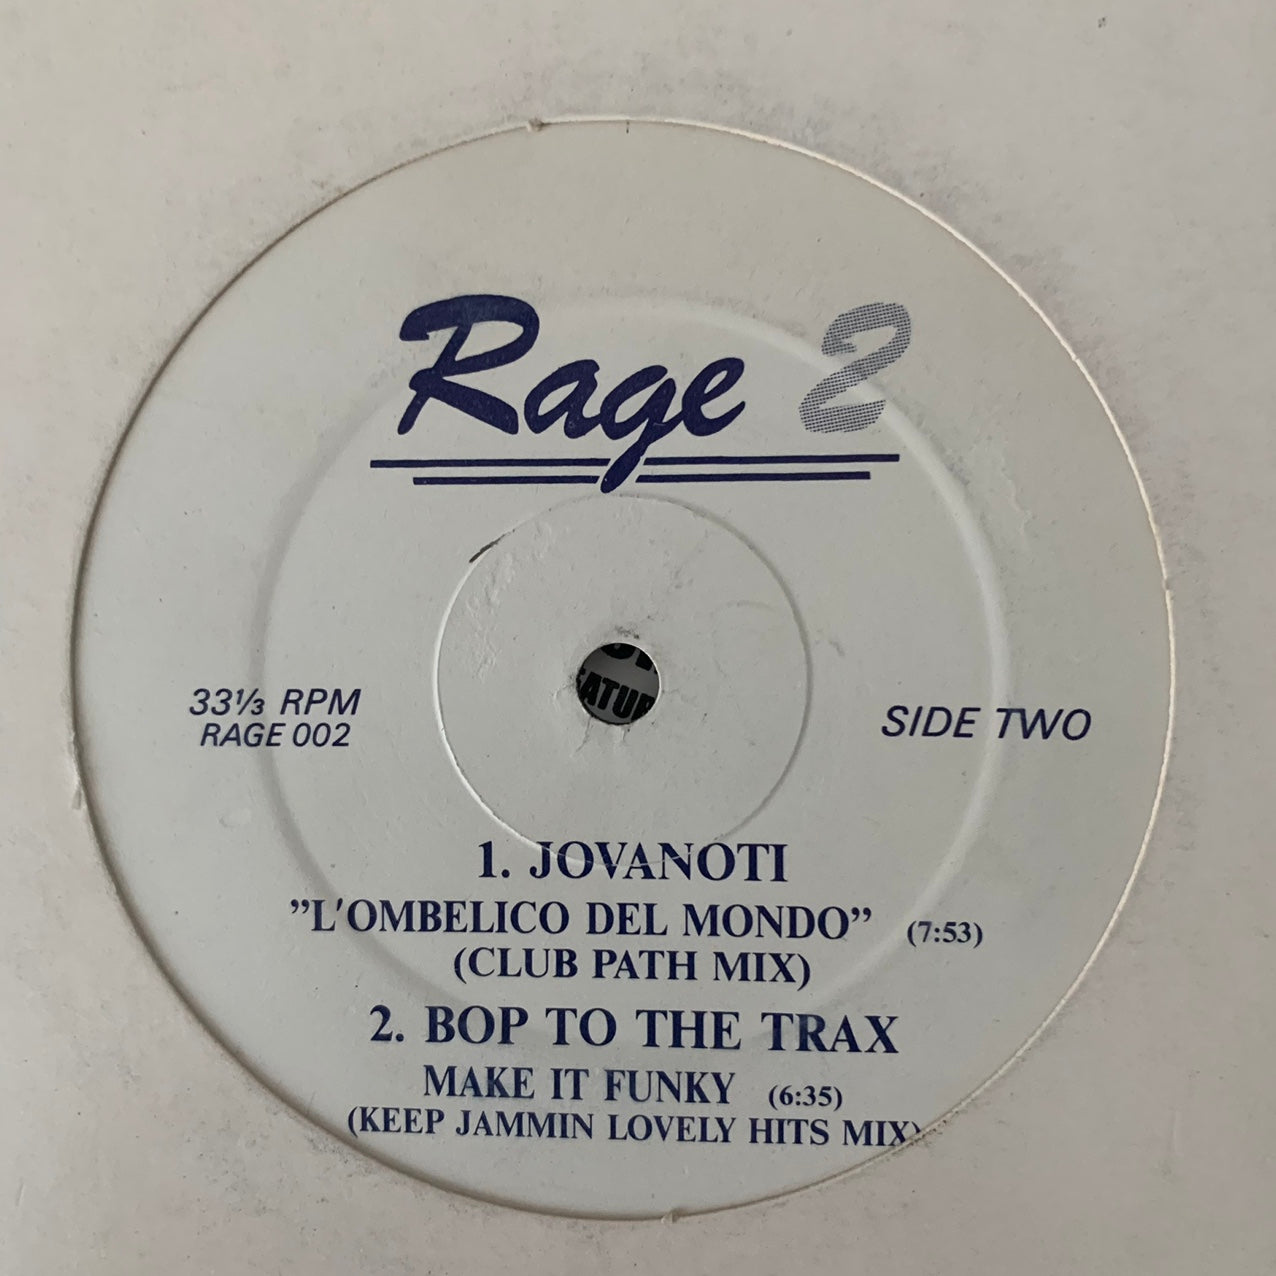 Rage 2
33⅓ RPM
RAGE 002
SIDE TWO
ATUR
1. JOVANOTI
”L'OMBELICO DEL MONDO” (7:53)
(CLUB PATH MIX)
2. BOP TO THE TRAX
MAKE IT FUNKY (6:35)
(KEEP JAMMIN LOVELY HITS MIX)